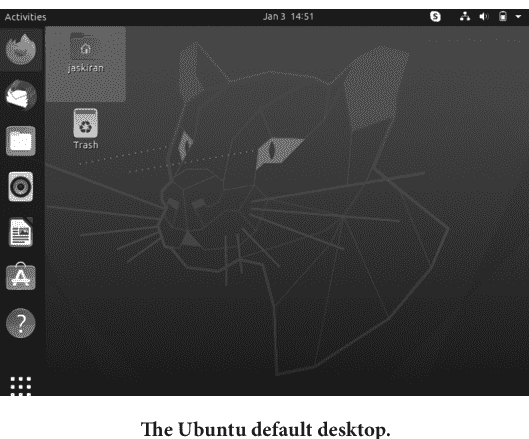 Activities
Jan 3 14:51
jaskiran
Trash
The Ubuntu default desktop.